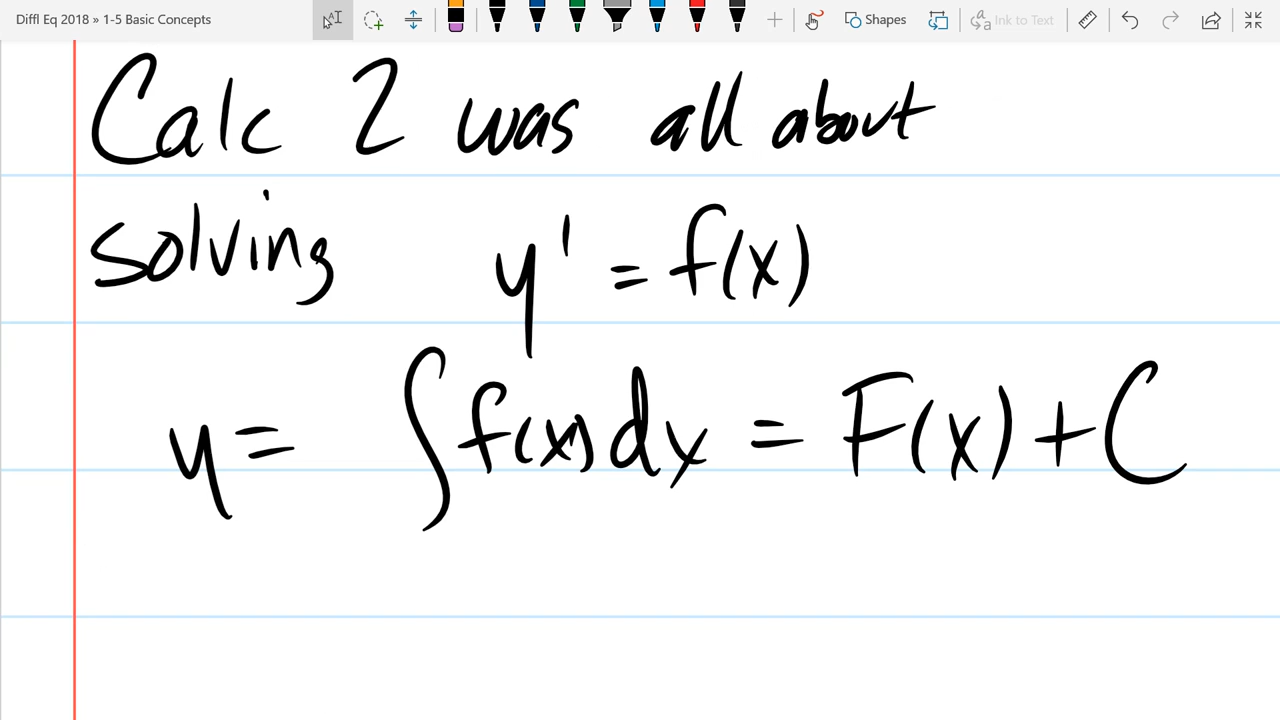 Diffl Eq 2018 » 1-5 Basic Concepts
Shapes
Ink to Text
Calc 2 was all about
solving y' = f(x)
y= ∫f(x)dx = F(x)+C